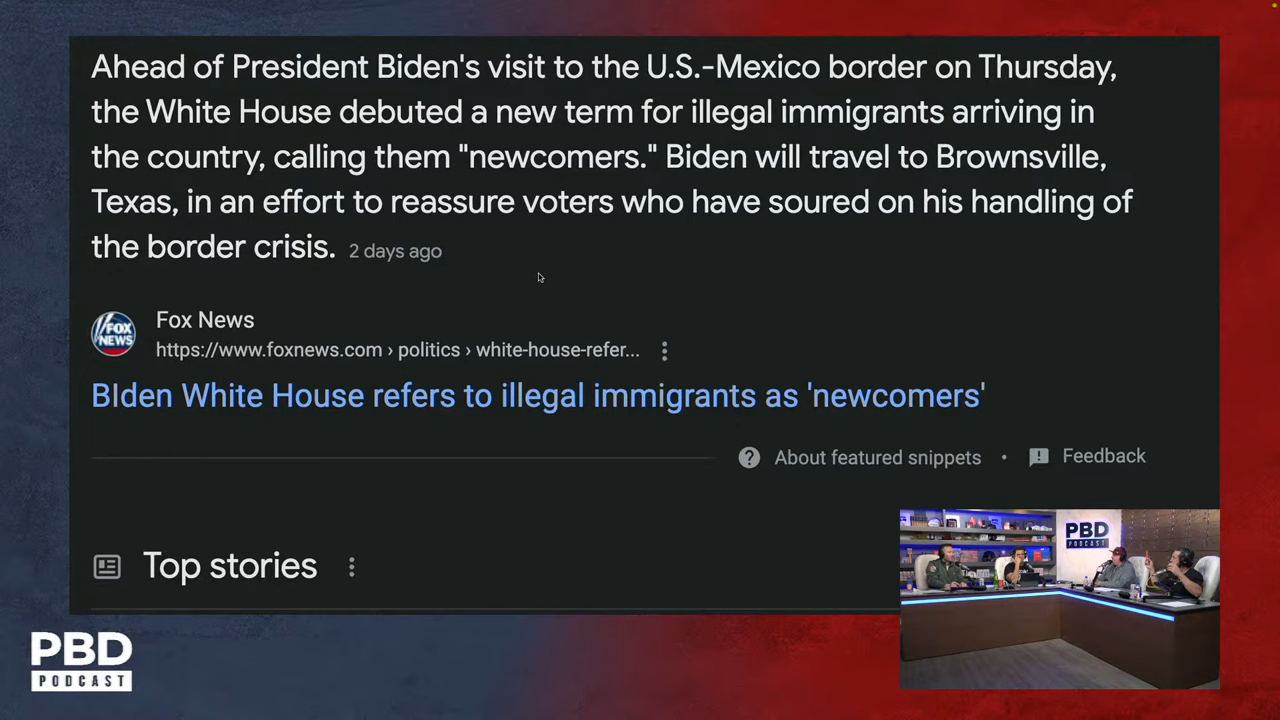 Ahead of President Biden's visit to the U.S.-Mexico border on Thursday,
the White House debuted a new term for illegal immigrants arriving in
the country, calling them "newcomers." Biden will travel to Brownsville,
Texas, in an effort to reassure voters who have soured on his handling of
the border crisis. 2 days ago
FOX
NEWS
Fox News
https://www.foxnews.com › politics › white-house-refer...
BIden White House refers to illegal immigrants as 'newcomers'
About featured snippets • Feedback
Top stories
PBD
PODCAST
PBD
PODCAST